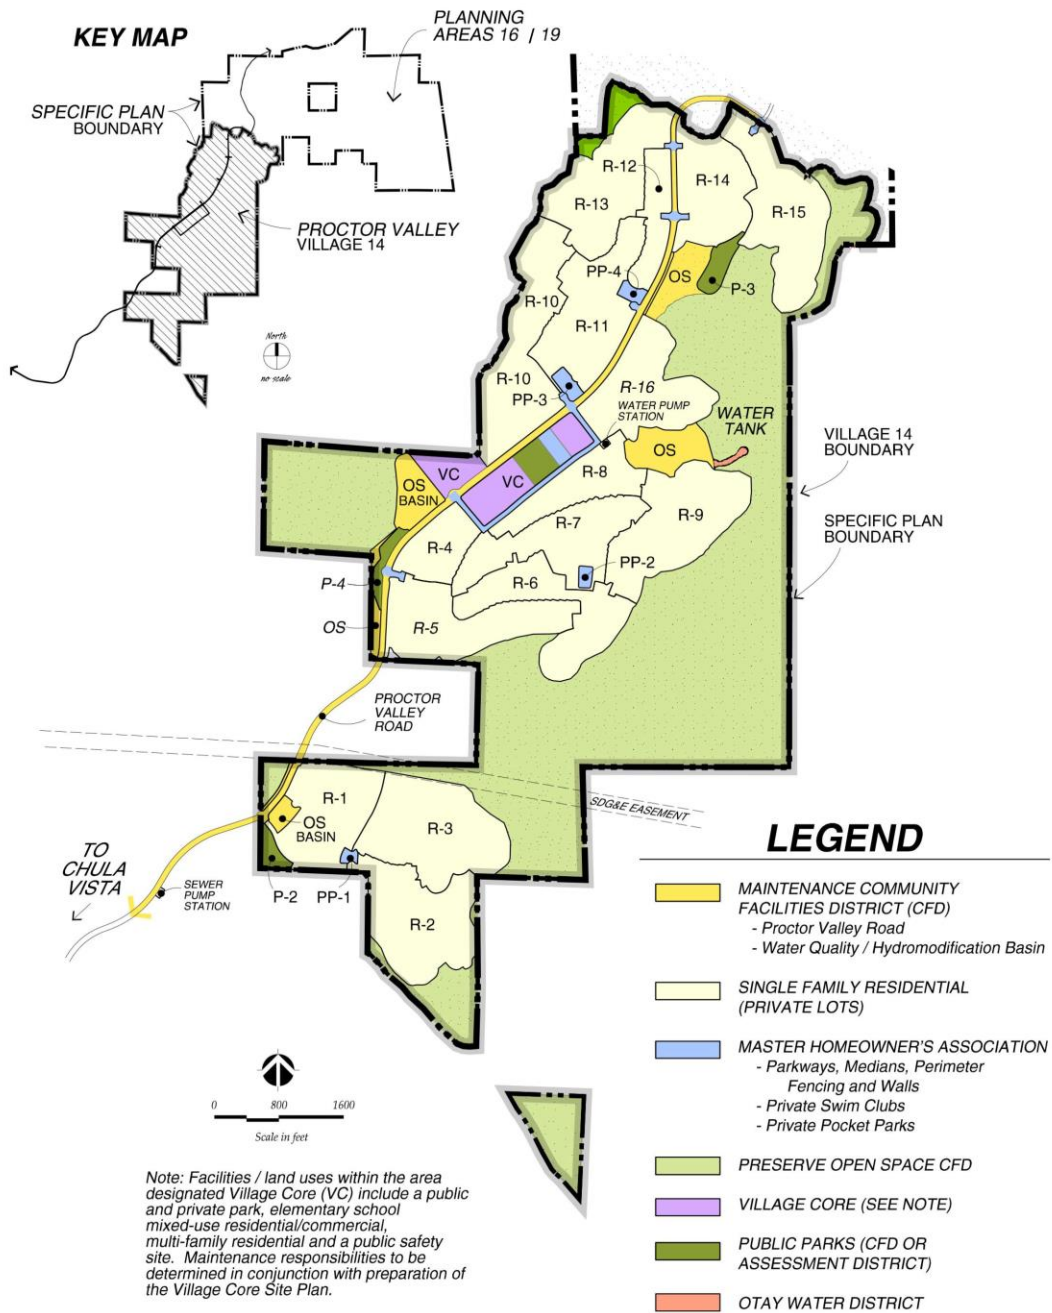 KEY MAP
PLANNING
AREAS 16 / 19
SPECIFIC PLAN
BOUNDARY
PROCTOR VALLEY
VILLAGE 14
North
no scale
R-12
R-14
R-13
R-15
PP-4
OS
P-3
R-10
R-11
R-10
R-16
PP-3
WATER PUMP
STATION
WATER
TANK
VILLAGE 14
BOUNDARY
OS
VC
OS
BASIN
VC
R-8
R-9
R-7
SPECIFIC PLAN
BOUNDARY
R-4
PP-2
R-6
P-4
OS
R-5
PROCTOR
VALLEY
ROAD
R-1
SDG&E EASEMENT
OS
BASIN
R-3
TO
CHULA
VISTA
SEWER
PUMP
STATION
P-2
PP-1
R-2
0 800 1600
Scale in feet
Note: Facilities / land uses within the area
designated Village Core (VC) include a public
and private park, elementary school
mixed-use residential/commercial,
multi-family residential and a public safety
site. Maintenance responsibilities to be
determined in conjunction with preparation of
the Village Core Site Plan.
LEGEND
MAINTENANCE COMMUNITY
FACILITIES DISTRICT (CFD)
- Proctor Valley Road
- Water Quality / Hydromodification Basin
SINGLE FAMILY RESIDENTIAL
(PRIVATE LOTS)
MASTER HOMEOWNER'S ASSOCIATION
- Parkways, Medians, Perimeter
Fencing and Walls
- Private Swim Clubs
- Private Pocket Parks
PRESERVE OPEN SPACE CFD
VILLAGE CORE (SEE NOTE)
PUBLIC PARKS (CFD OR
ASSESSMENT DISTRICT)
OTAY WATER DISTRICT